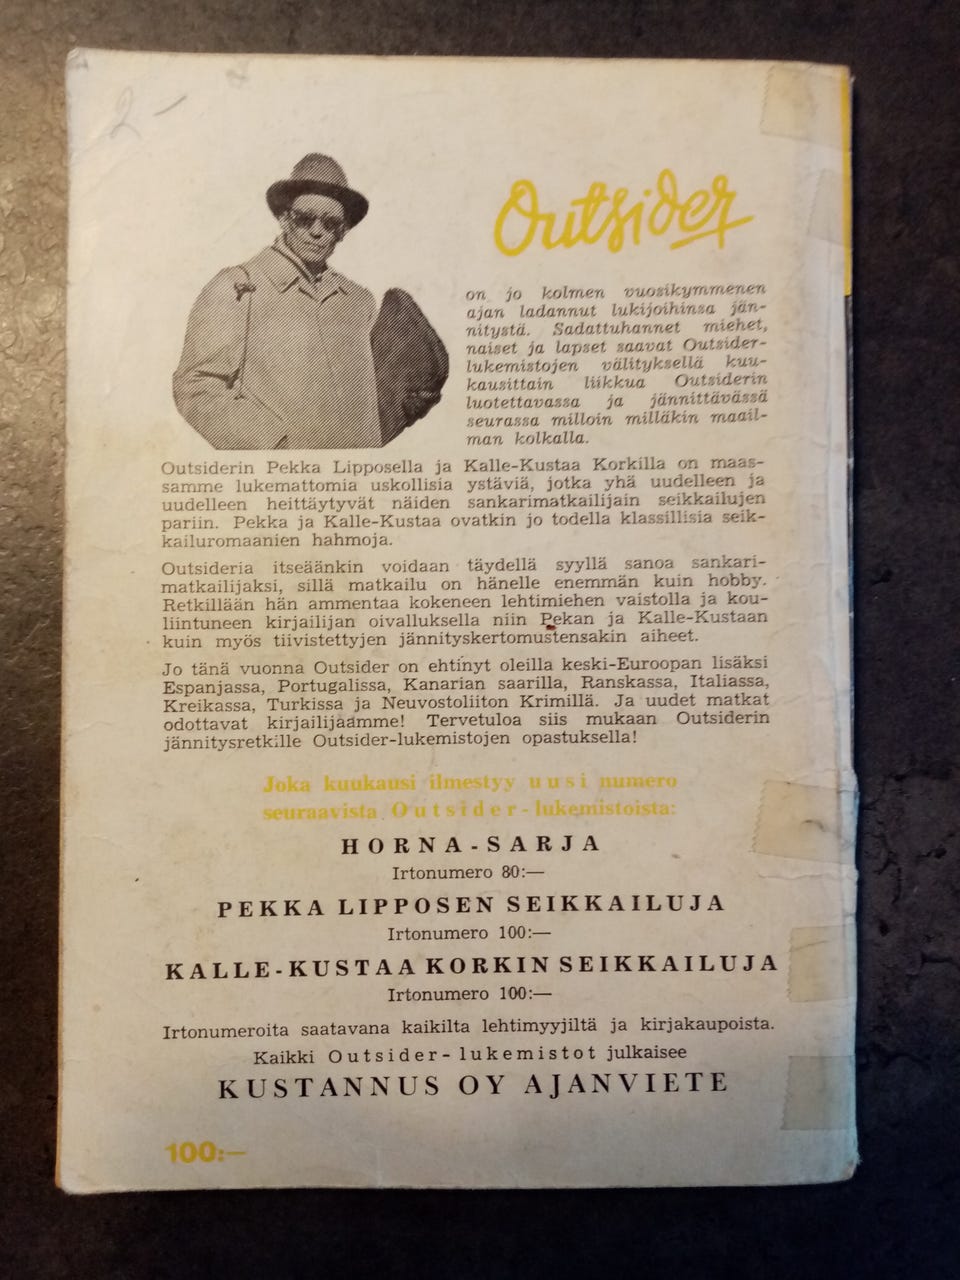 2-
Outsider
on jo kolmen vuosikymmenen
ajan ladannut lukijoihinsa jän-
nitystä. Sadattuhannet miehet,
naiset ja lapset saavat Outsider-
lukemistojen välityksellä kuu-
kausittain liikkua Outsiderin
luotettavassa ja jännittävässä
seurassa milloin milläkin maail-
man kolkalla.
Outsiderin Pekka Lipposella ja Kalle-Kustaa Korkilla on maas-
samme lukemattomia uskollisia ystäviä, jotka yhä uudelleen ja
uudelleen heittäytyvät näiden sankarimatkailijain seikkailujen
pariin. Pekka ja Kalle-Kustaa ovatkin jo todella klassillisia seik-
kailuromaanien hahmoja.
Outsideria itseäänkin voidaan täydellä syyllä sanoa sankari-
matkailijaksi, sillä matkailu on hänelle enemmän kuin hobby.
Retkillään hän ammentaa kokeneen lehtimiehen vaistolla ja kou-
liintuneen kirjailijan oivalluksella niin Pekan ja Kalle-Kustaan
kuin myös tiivistettyjen jännityskertomustensakin aiheet.
Jo tänä vuonna Outsider on ehtinyt oleilla keski-Euroopan lisäksi
Espanjassa, Portugalissa, Kanarian saarilla, Ranskassa, Italiassa,
Kreikassa, Turkissa ja Neuvostoliiton Krimillä. Ja uudet matkat
odottavat kirjailijaamme! Tervetuloa siis mukaan Outsiderin
jännitysretkille Outsider-lukemistojen opastuksella!
Joka kuukausi ilmestyy uusi numero
seuraavista Outsider-lukemistoista:
HORNA-SARJA
Irtonumero 80:—
PEKKA LIPPOSEN SEIKKAILUJA
Irtonumero 100:—
KALLE-KUSTAA KORKIN SEIKKAILUJA
Irtonumero 100:—
Irtonumeroita saatavana kaikilta lehtimyyjiltä ja kirjakaupoista.
Kaikki Outsider-lukemistot julkaisee
KUSTANNUS OY AJANVIETE
100:—